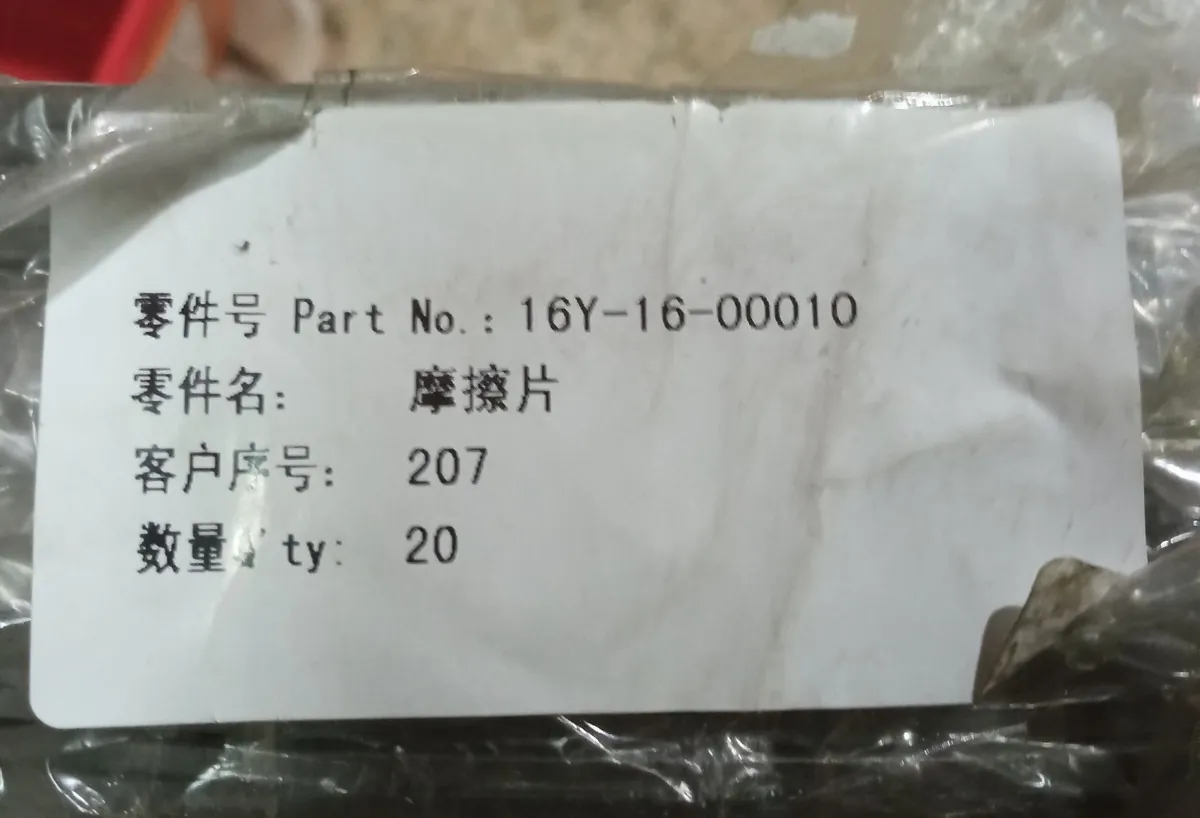 零件号 Part No.: 16Y-16-00010
零件名: 摩擦片
客户序号: 207
数量 'ty: 20